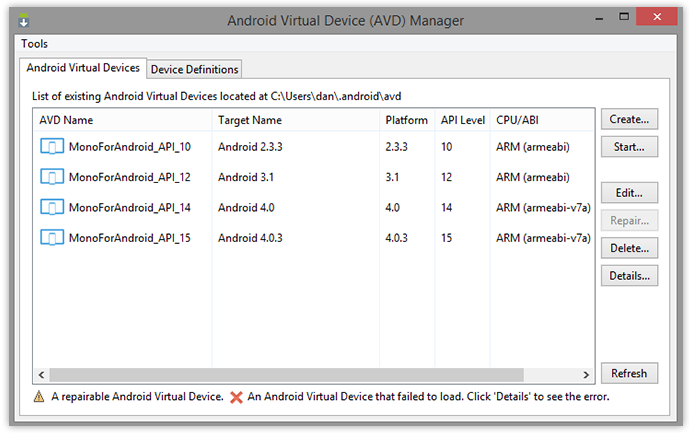 Android Virtual Device (AVD) Manager
Tools
Android Virtual Devices Device Definitions
List of existing Android Virtual Devices located at C:\Users\dan\.android\avd
AVD Name Target Name Platform API Level CPU/ABI Create...
MonoForAndroid_API_10 Android 2.3.3 2.3.3 10 ARM (armeabi) Start...
MonoForAndroid_API_12 Android 3.1 3.1 12 ARM (armeabi)
Edit...
MonoForAndroid_API_14 Android 4.0 4.0 14 ARM (armeabi-v7a)
Repair...
MonoForAndroid_API_15 Android 4.0.3 4.0.3 15 ARM (armeabi-v7a)
Delete...
Details...
Refresh
A repairable Android Virtual Device. An Android Virtual Device that failed to load. Click 'Details' to see the error.